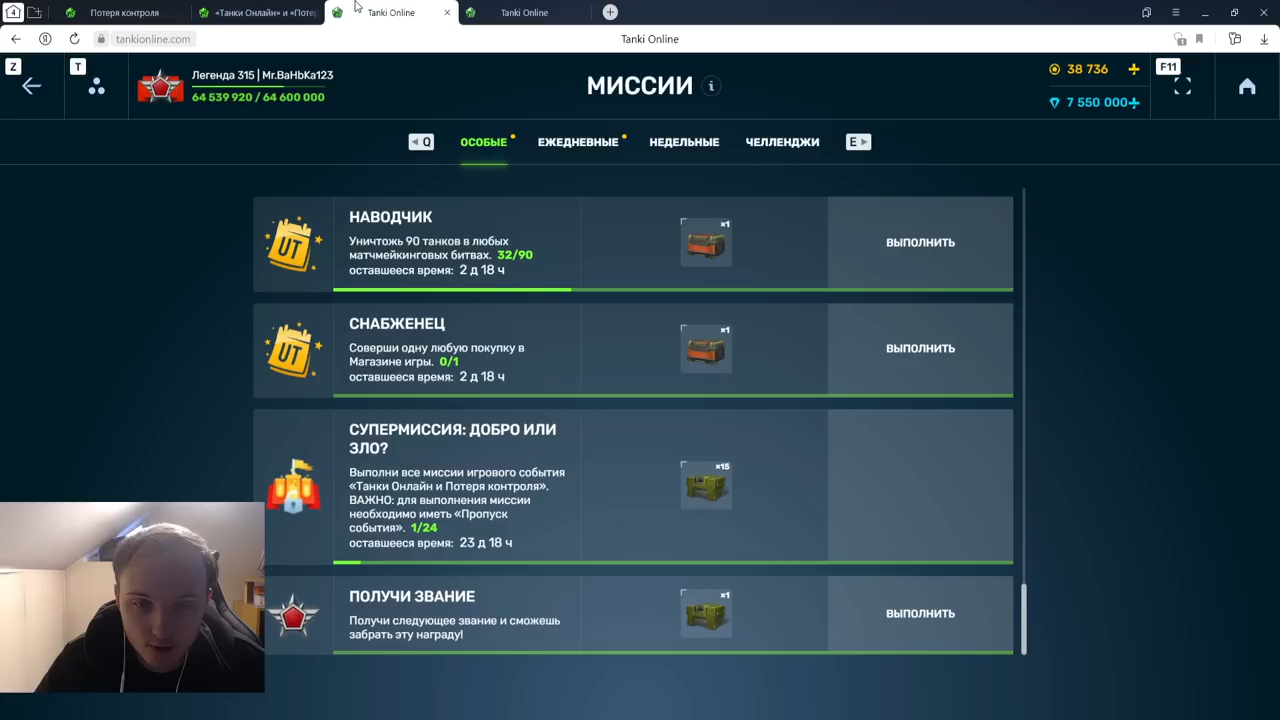 4
Потеря контроля
«Танки Онлайн» и «Потер
Tanki Online
Tanki Online
tankionline.com
Tanki Online
Z
T
Легенда 315 | Mr.BaHbKa123
64 539 920 / 64 600 000
МИССИИ
38 736
7 550 000
F11
Q
ОСОБЫЕ
ЕЖЕДНЕВНЫЕ
НЕДЕЛЬНЫЕ
ЧЕЛЛЕНДЖИ
E
UT
НАВОДЧИК
Уничтожь 90 танков в любых
матчмейкинговых битвах. 32/90
оставшееся время: 2 д 18 ч
×1
ВЫПОЛНИТЬ
UT
СНАБЖЕНЕЦ
Соверши одну любую покупку в
Магазине игры. 0/1
оставшееся время: 2 д 18 ч
×1
ВЫПОЛНИТЬ
СУПЕРМИССИЯ: ДОБРО ИЛИ
ЗЛО?
Выполни все миссии игрового события
«Танки Онлайн и Потеря контроля».
ВАЖНО: для выполнения миссии
необходимо иметь «Пропуск
события». 1/24
оставшееся время: 23 д 18 ч
×15
ПОЛУЧИ ЗВАНИЕ
Получи следующее звание и сможешь
забрать эту награду!
×1
ВЫПОЛНИТЬ